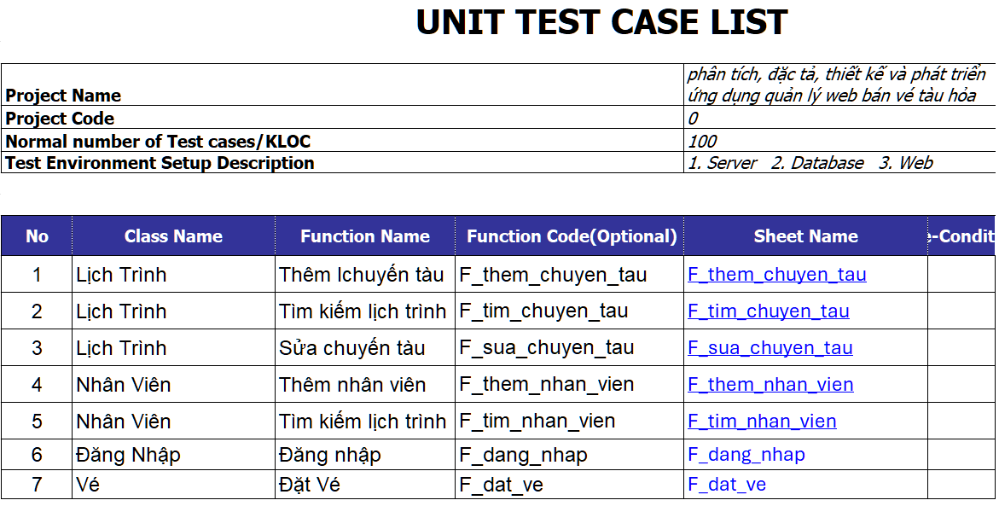 UNIT TEST CASE LIST
phân tích, đặc tả, thiết kế và phát triển
Project Name ứng dụng quản lý web bán vé tàu hỏa
Project Code 0
Normal number of Test cases/KLOC 100
Test Environment Setup Description 1. Server 2. Database 3. Web
No Class Name Function Name Function Code(Optional) Sheet Name e-Condit
1 Lịch Trình Thêm lchuyến tàu F_them_chuyen_tau F_them_chuyen_tau
2 Lịch Trình Tìm kiếm lịch trình F_tim_chuyen_tau F_tim_chuyen_tau
3 Lịch Trình Sửa chuyến tàu F_sua_chuyen_tau F_sua_chuyen_tau
4 Nhân Viên Thêm nhân viên F_them_nhan_vien F_them_nhan_vien
5 Nhân Viên Tìm kiếm lịch trình F_tim_nhan_vien F_tim_nhan_vien
6 Đăng Nhập Đăng nhập F_dang_nhap F_dang_nhap
7 Vé Đặt Vé F_dat_ve F_dat_ve